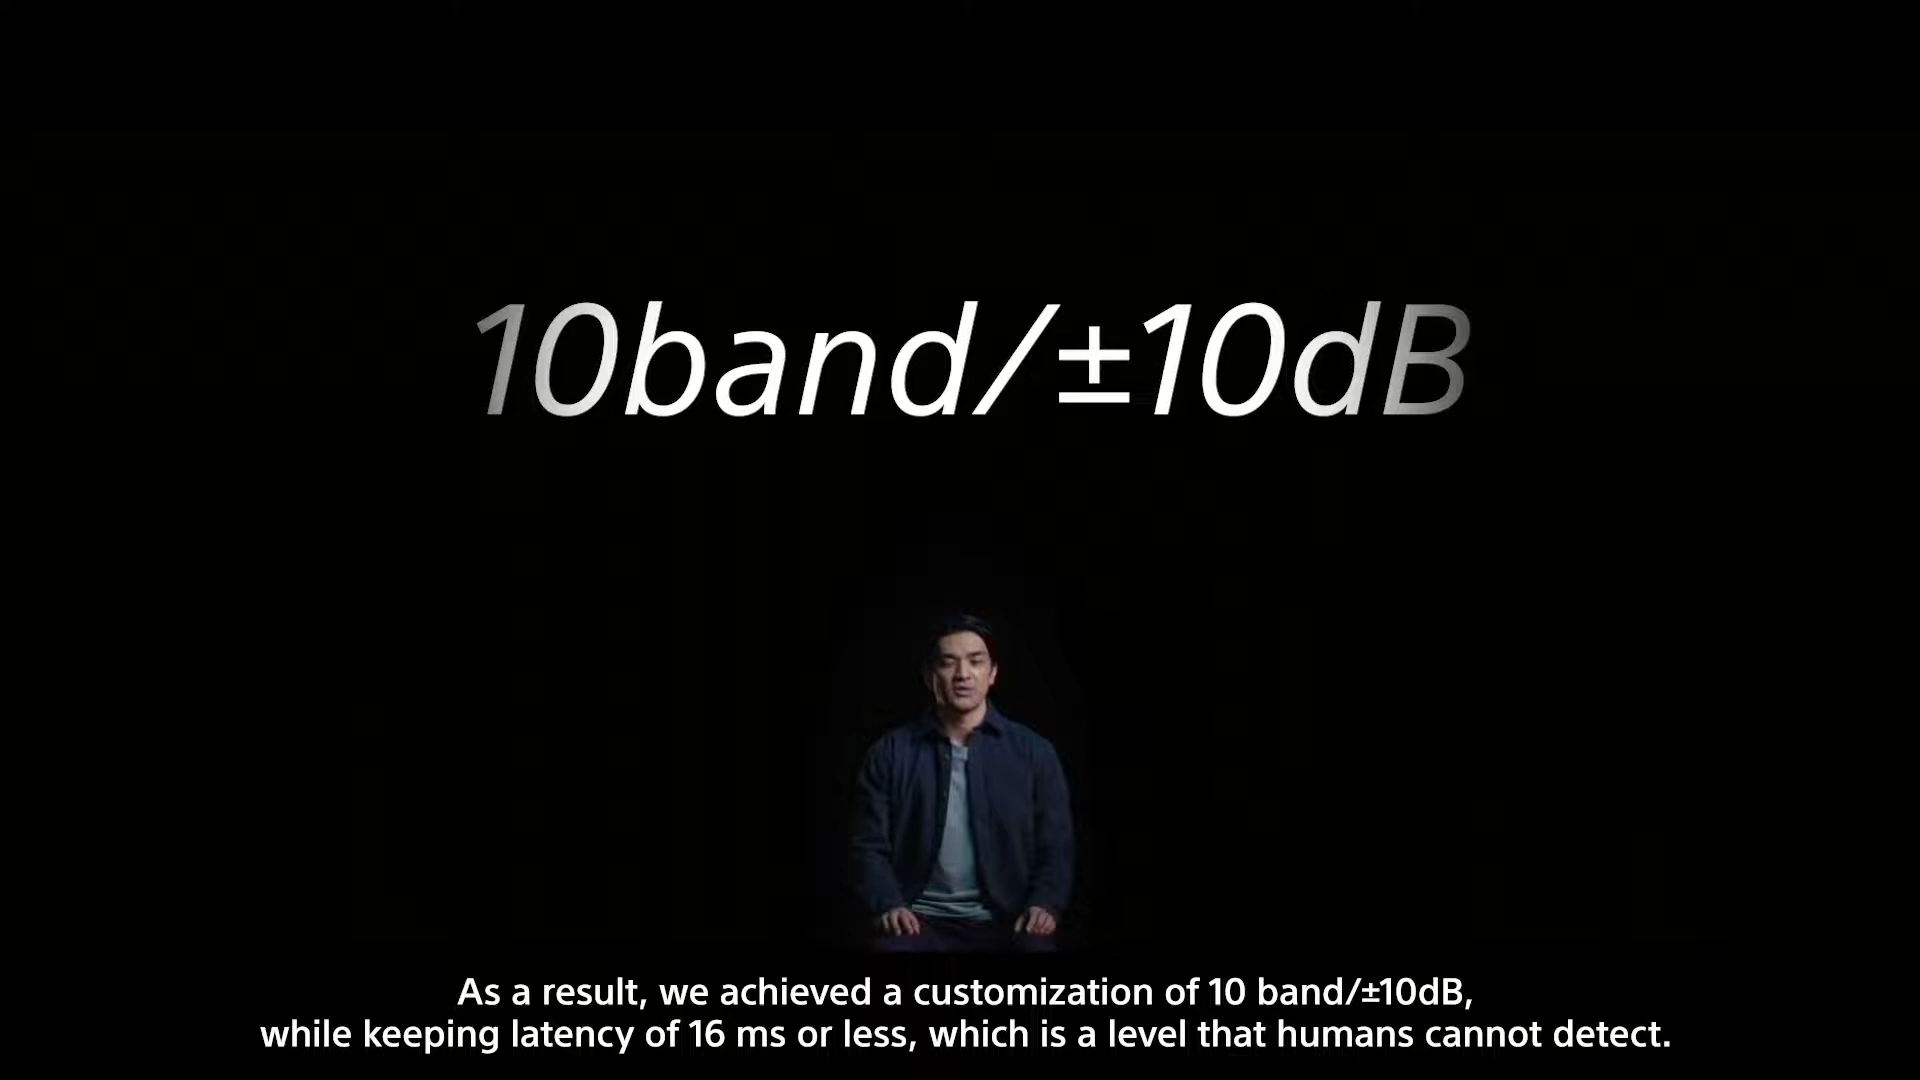 10band/±10dB
As a result, we achieved a customization of 10 band/±10dB,
while keeping latency of 16 ms or less, which is a level that humans cannot detect.